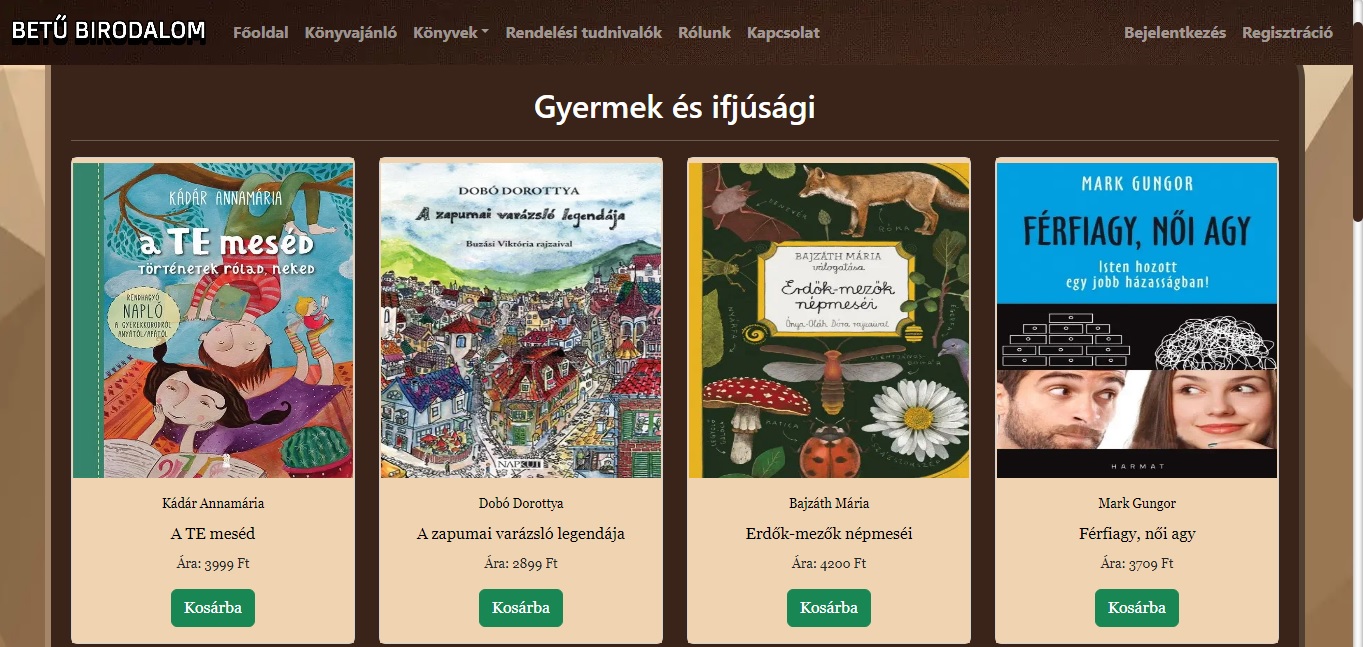 BETŰ BIRODALOM Főoldal Könyvajánló Könyvek Rendelési tudnivalók Rólunk Kapcsolat Bejelentkezés Regisztráció
Gyermek és ifjúsági
KÁDÁR ANNAMÁRIA
a TE meséd
történetek rólad, neked
RENDHAGYÓ
NAPLÓ
A GYEREKKORODRÓL
ANYÁTÓL/APÁTÓL
DOBÓ DOROTTYA
A zapumai varázsló legendája
Buzási Viktória rajzaival
NAPKÚT
BAJZÁTH MÁRIA
válogatása
Erdők-mezők
népmeséi
RÓKA
MARK GUNGOR
FÉRFIAGY, NŐI AGY
Isten hozott
egy jobb házasságban!
HARMAT
Kádár Annamária
A TE meséd
Ára: 3999 Ft
Kosárba
Dobó Dorottya
A zapumai varázsló legendája
Ára: 2899 Ft
Kosárba
Bajzáth Mária
Erdők-mezők népmeséi
Ára: 4200 Ft
Kosárba
Mark Gungor
Férfiagy, női agy
Ára: 3709 Ft
Kosárba